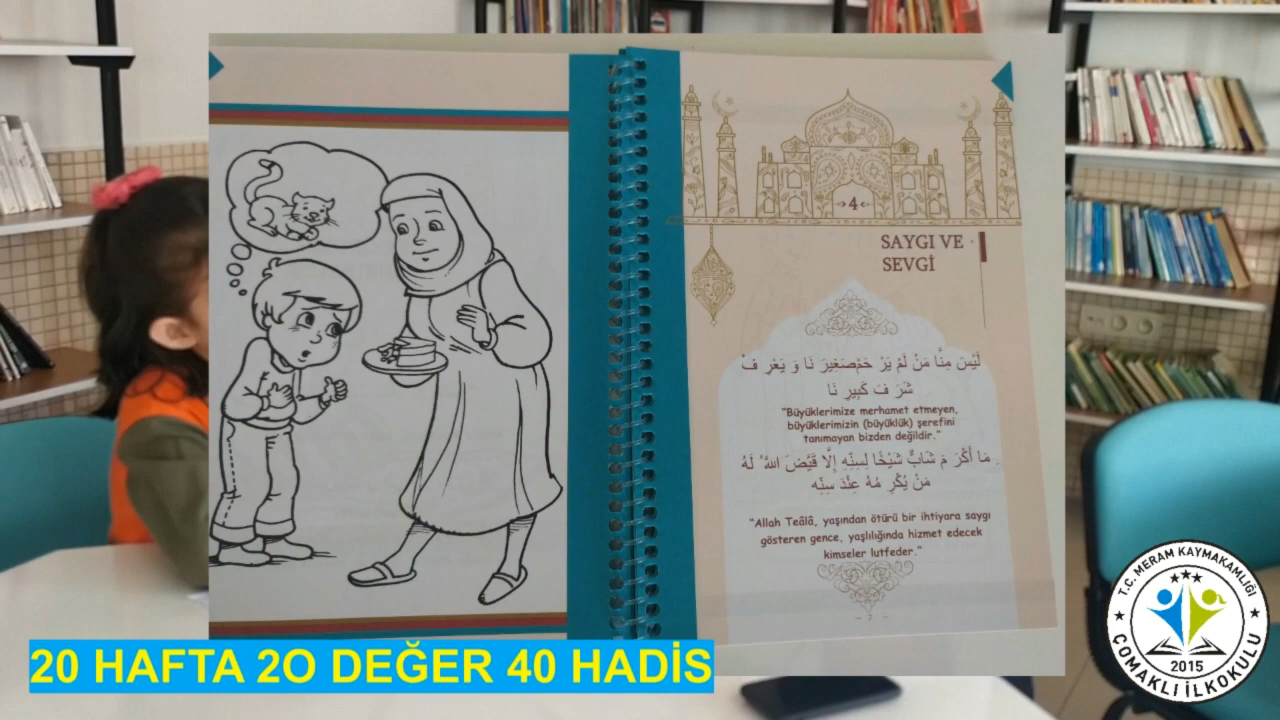 4
SAYGI VE
SEVGİ
لَيْسَ مِنَّا مَنْ لَمْ يَرْ حَمْصَغِيرَ نَا وَ يَعْرِ فْ
شَرَ فَ كَبِيرِ نَا
"Büyüklerimize merhamet etmeyen,
büyüklerimizin (büyüklük) şerefini
tanımayan bizden değildir."
مَا أَكْرَ مَ شَابٌّ شَيْخًا لِسِنِّهِ إِلَّا قَيَّضَ اللَّهُ لَهُ
مَنْ يُكْرِ مُهُ عِنْدَ سِنِّهِ
"Allah Teâlâ, yaşından ötürü bir ihtiyara saygı
gösteren gence, yaşlılığında hizmet edecek
kimseler lutfeder."
20 HAFTA 2O DEĞER 40 HADİS
T.C. MERAM KAYMAKAMLIĞI
2015
ÇOMAKLI İLKOKULU